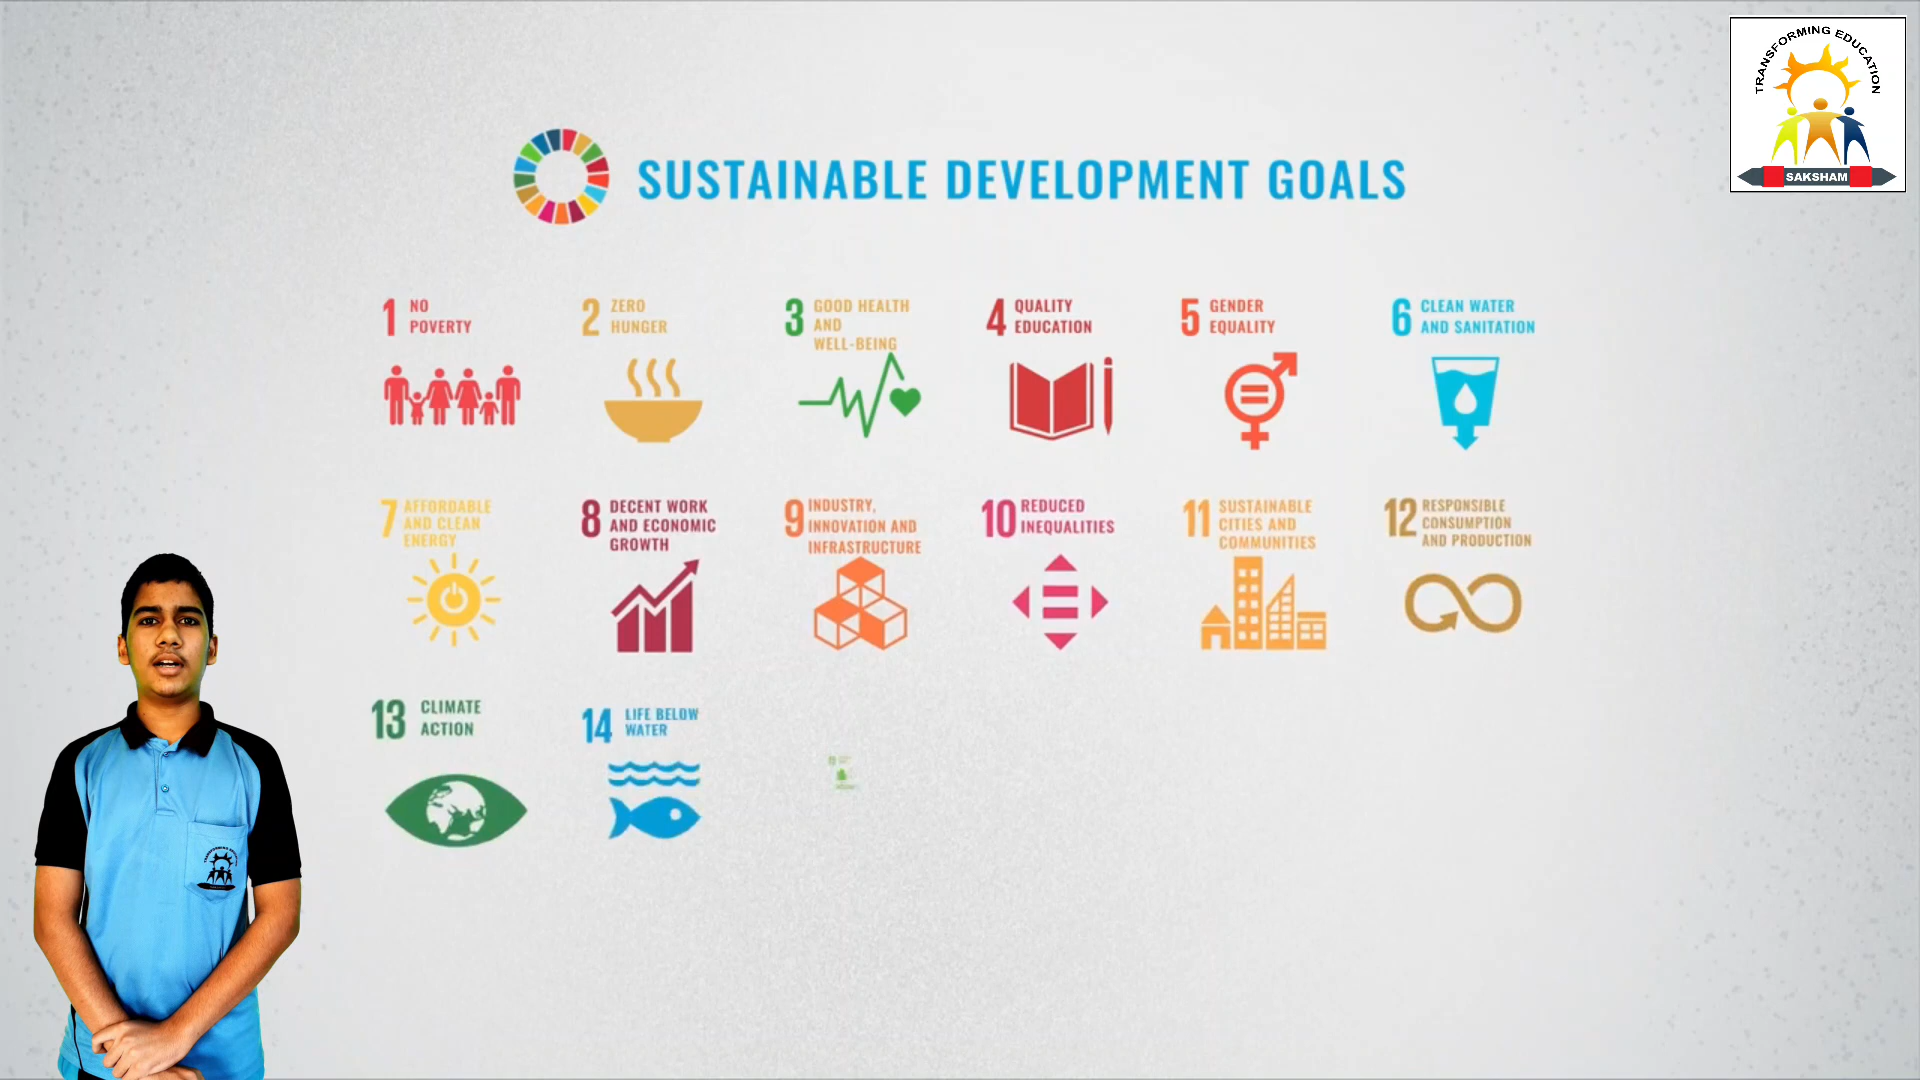 TRANSFORMING EDUCATION
SAKSHAM
SUSTAINABLE DEVELOPMENT GOALS
1 NO
POVERTY
2 ZERO
HUNGER
3 GOOD HEALTH
AND
WELL-BEING
4 QUALITY
EDUCATION
5 GENDER
EQUALITY
6 CLEAN WATER
AND SANITATION
7 AFFORDABLE
AND CLEAN
ENERGY
8 DECENT WORK
AND ECONOMIC
GROWTH
9 INDUSTRY,
INNOVATION AND
INFRASTRUCTURE
10 REDUCED
INEQUALITIES
11 SUSTAINABLE
CITIES AND
COMMUNITIES
12 RESPONSIBLE
CONSUMPTION
AND PRODUCTION
13 CLIMATE
ACTION
14 LIFE BELOW
WATER